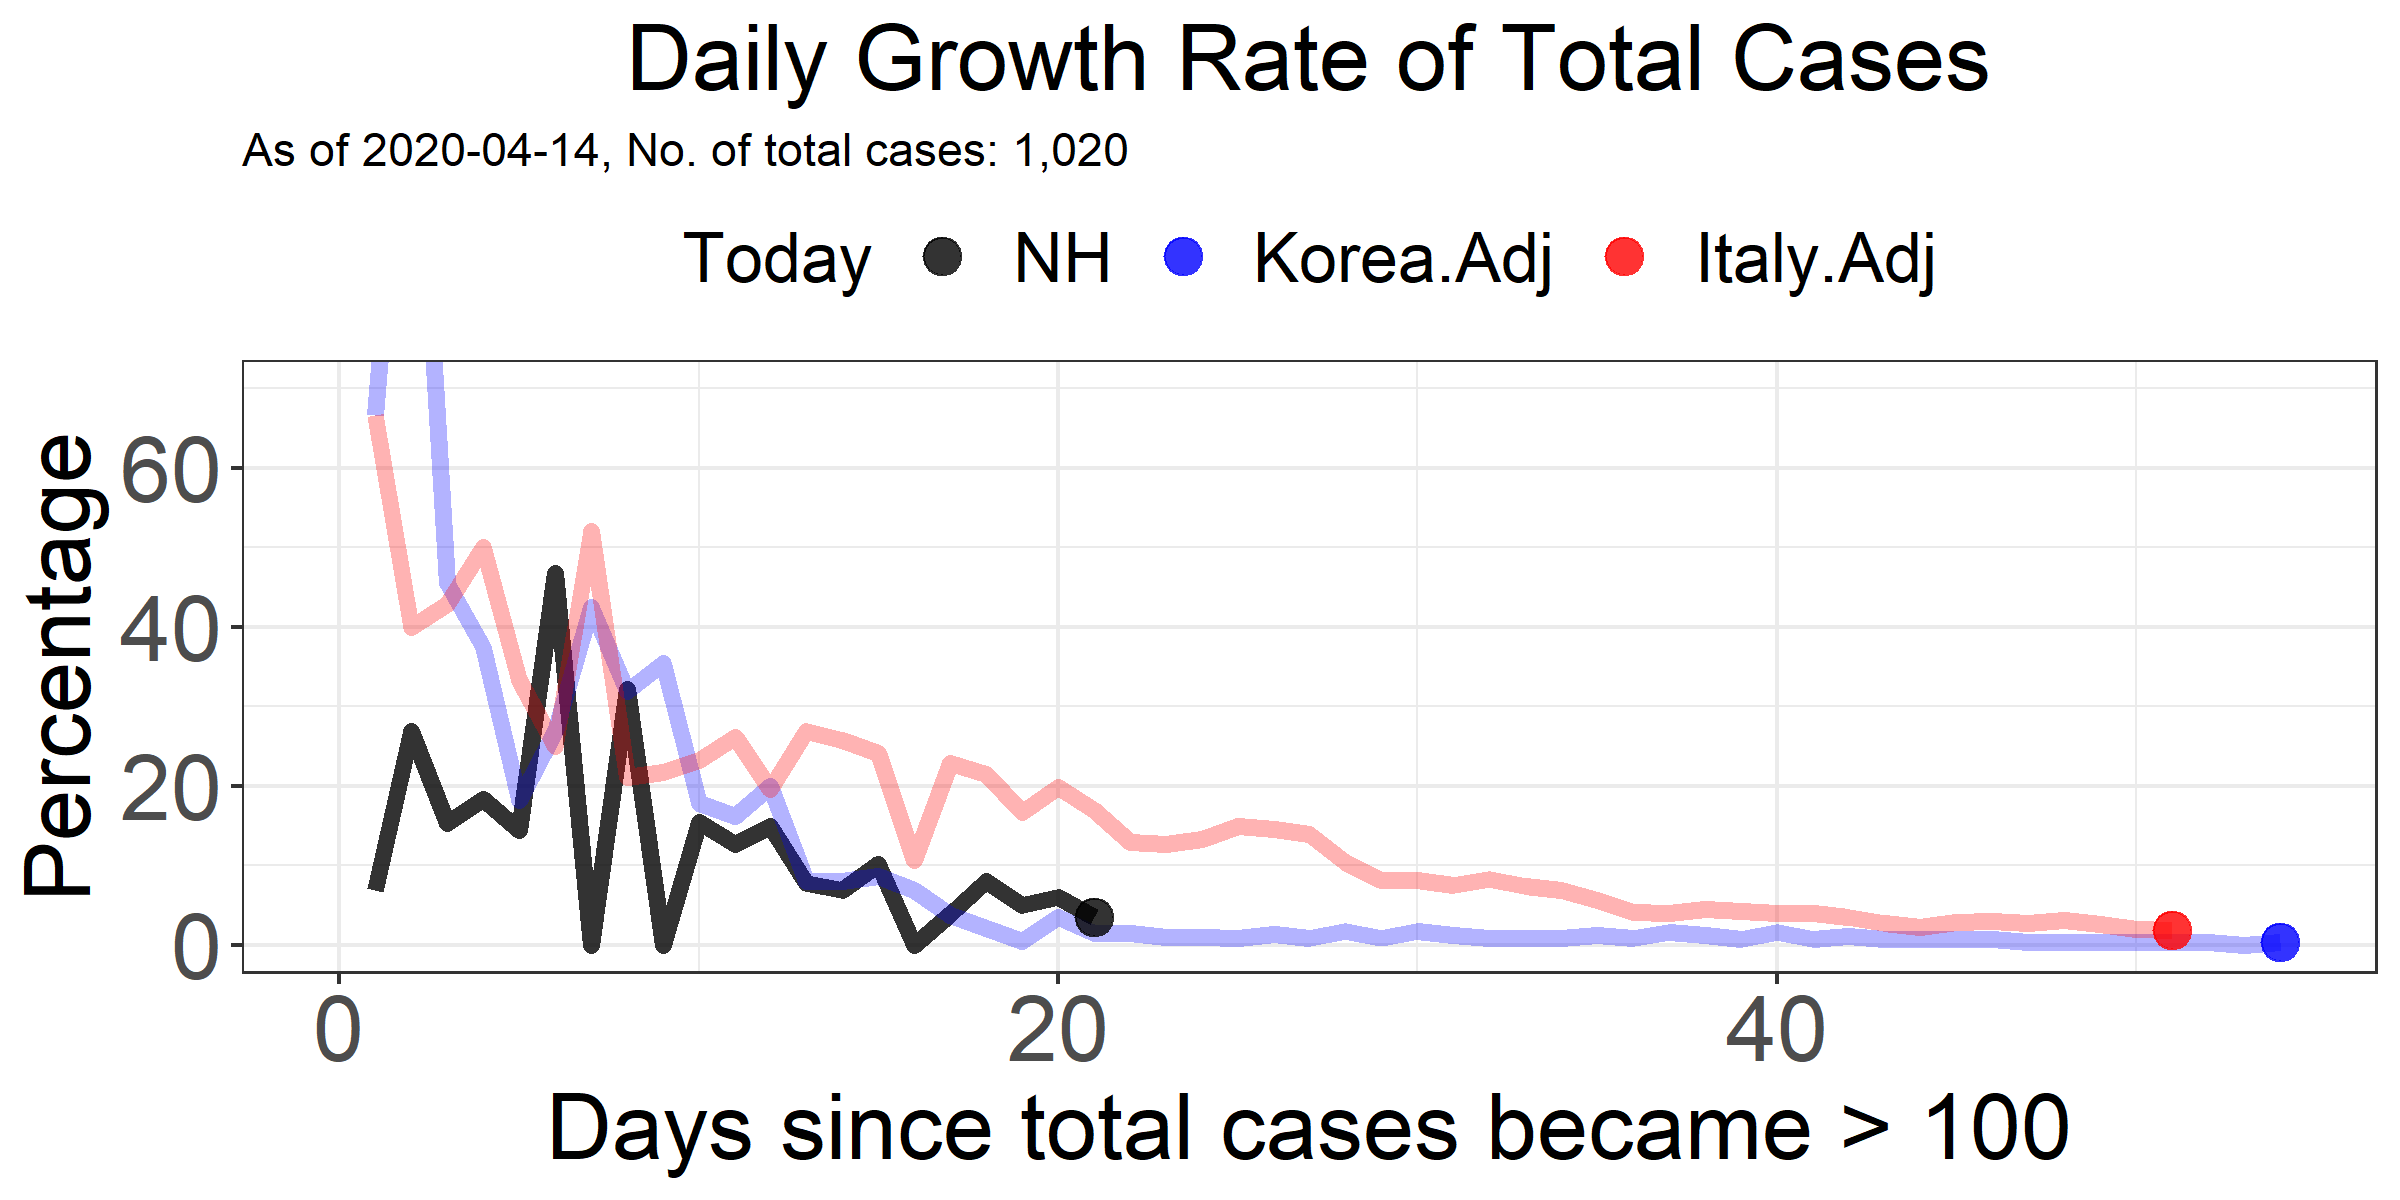 Daily Growth Rate of Total Cases
As of 2020-04-14, No. of total cases: 1,020
Today NH Korea.Adj Italy.Adj
Percentage
60
40
20
0
0 20 40
Days since total cases became > 100